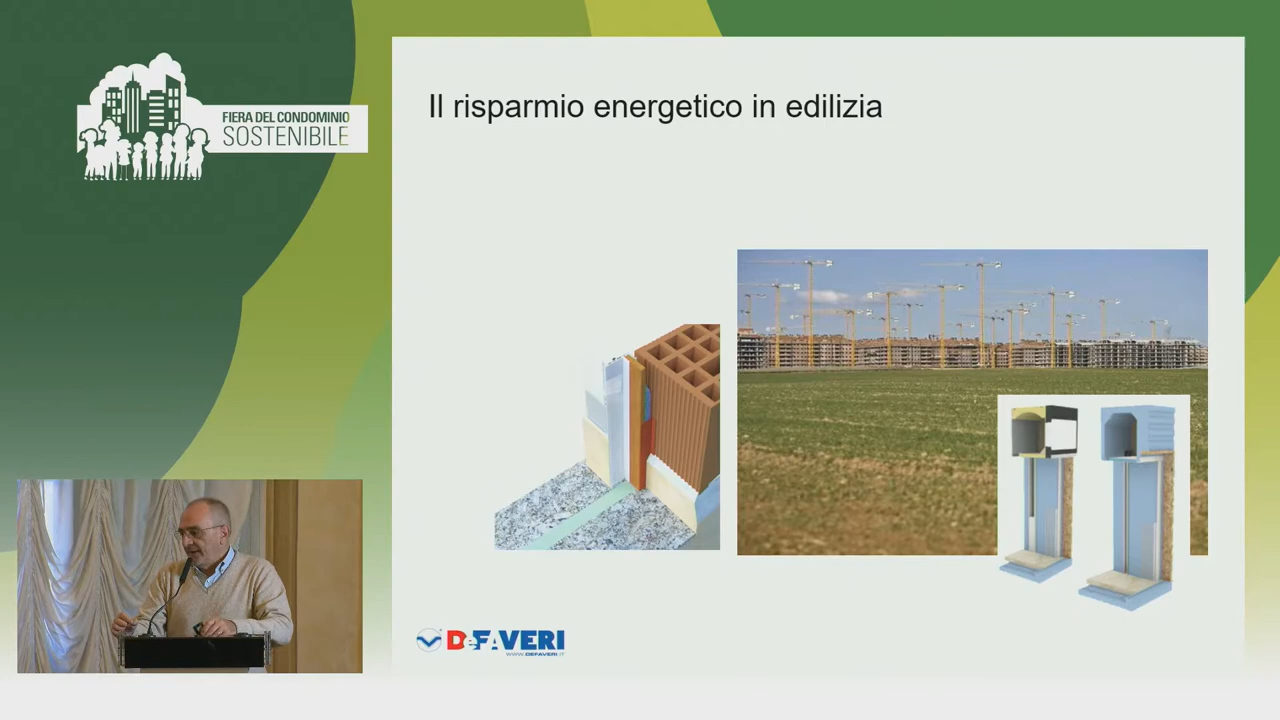 FIERA DEL CONDOMINIO
SOSTENIBILE
Il risparmio energetico in edilizia
DeFAVERI
WWW.DEFAVERI.IT